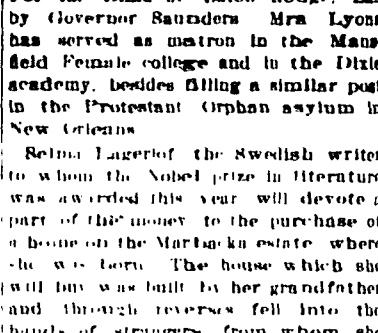 by Governor Saunders Mrs Lyons
has served as matron in the Mans
field Female college and in the Dixie
academy, besides filling a similar post
in the Protestant Orphan asylum in
New Orleans
Selma Lagerlof the Swedish writer
to whom the Nobel prize in literature
was awarded this year will devote a
part of the money to the purchase of
a home on the Marbacka estate where
she was born The house which she
will buy was built by her grandfather
and through reverses fell into the
hands of strangers from whom she